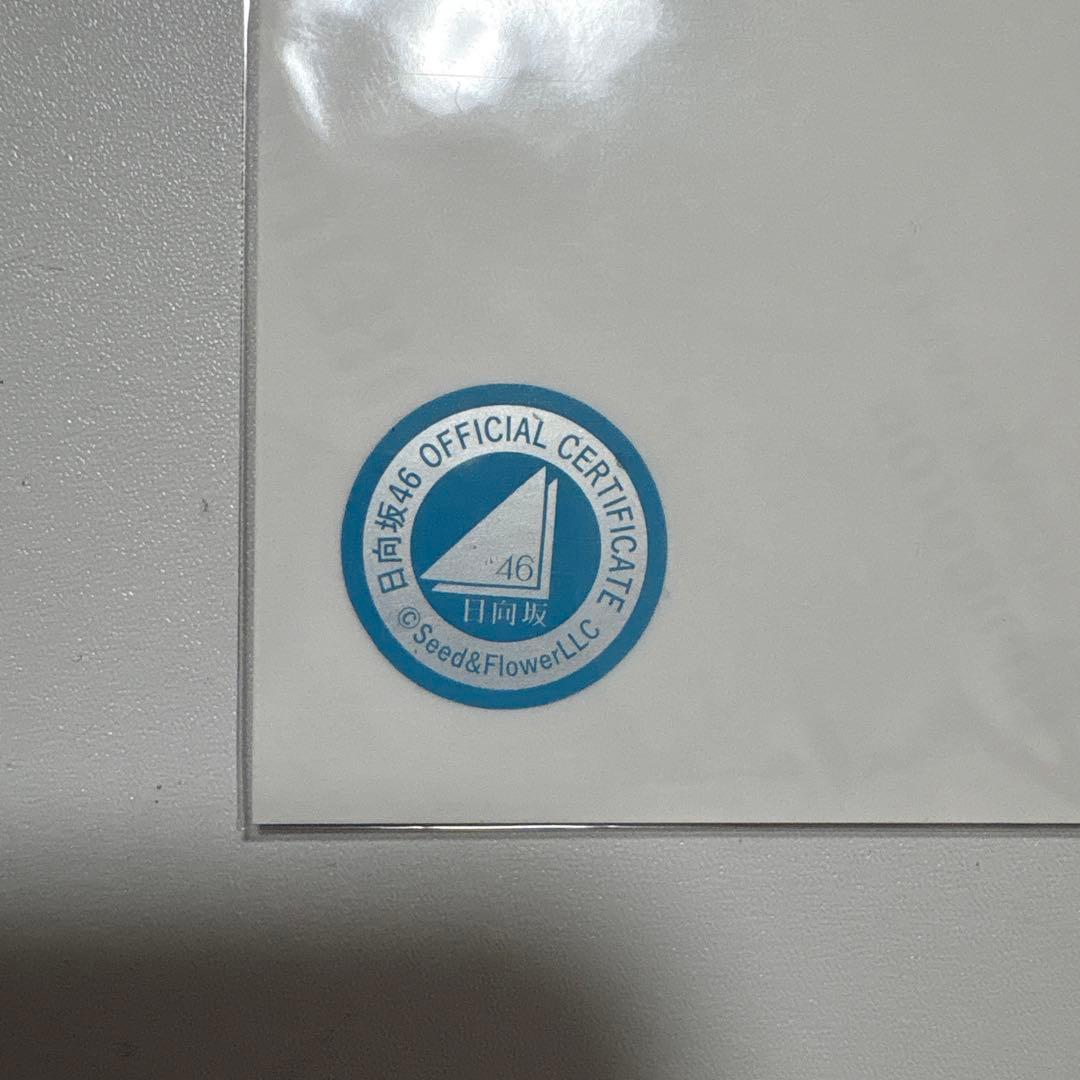 日向坂46 OFFICIAL CERTIFICATE
'46
日向坂
©Seed&FlowerLLC